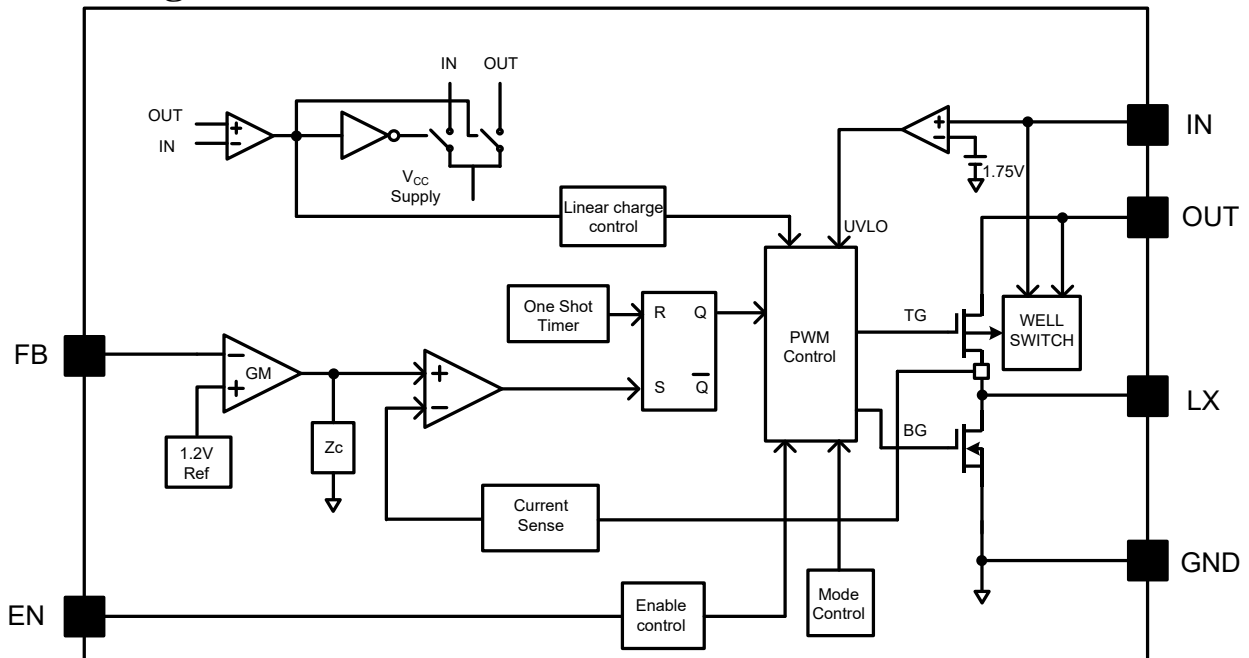 IN OUT
OUT
IN
+
−
V_CC
Supply
Linear charge
control
UVLO
+
−
1.75V
IN
OUT
One Shot
Timer
R Q
S Q̅
PWM
Control
TG
WELL
SWITCH
FB
−
GM
+
+
−
1.2V
Ref
Zc
BG
LX
Current
Sense
GND
EN
Enable
control
Mode
Control